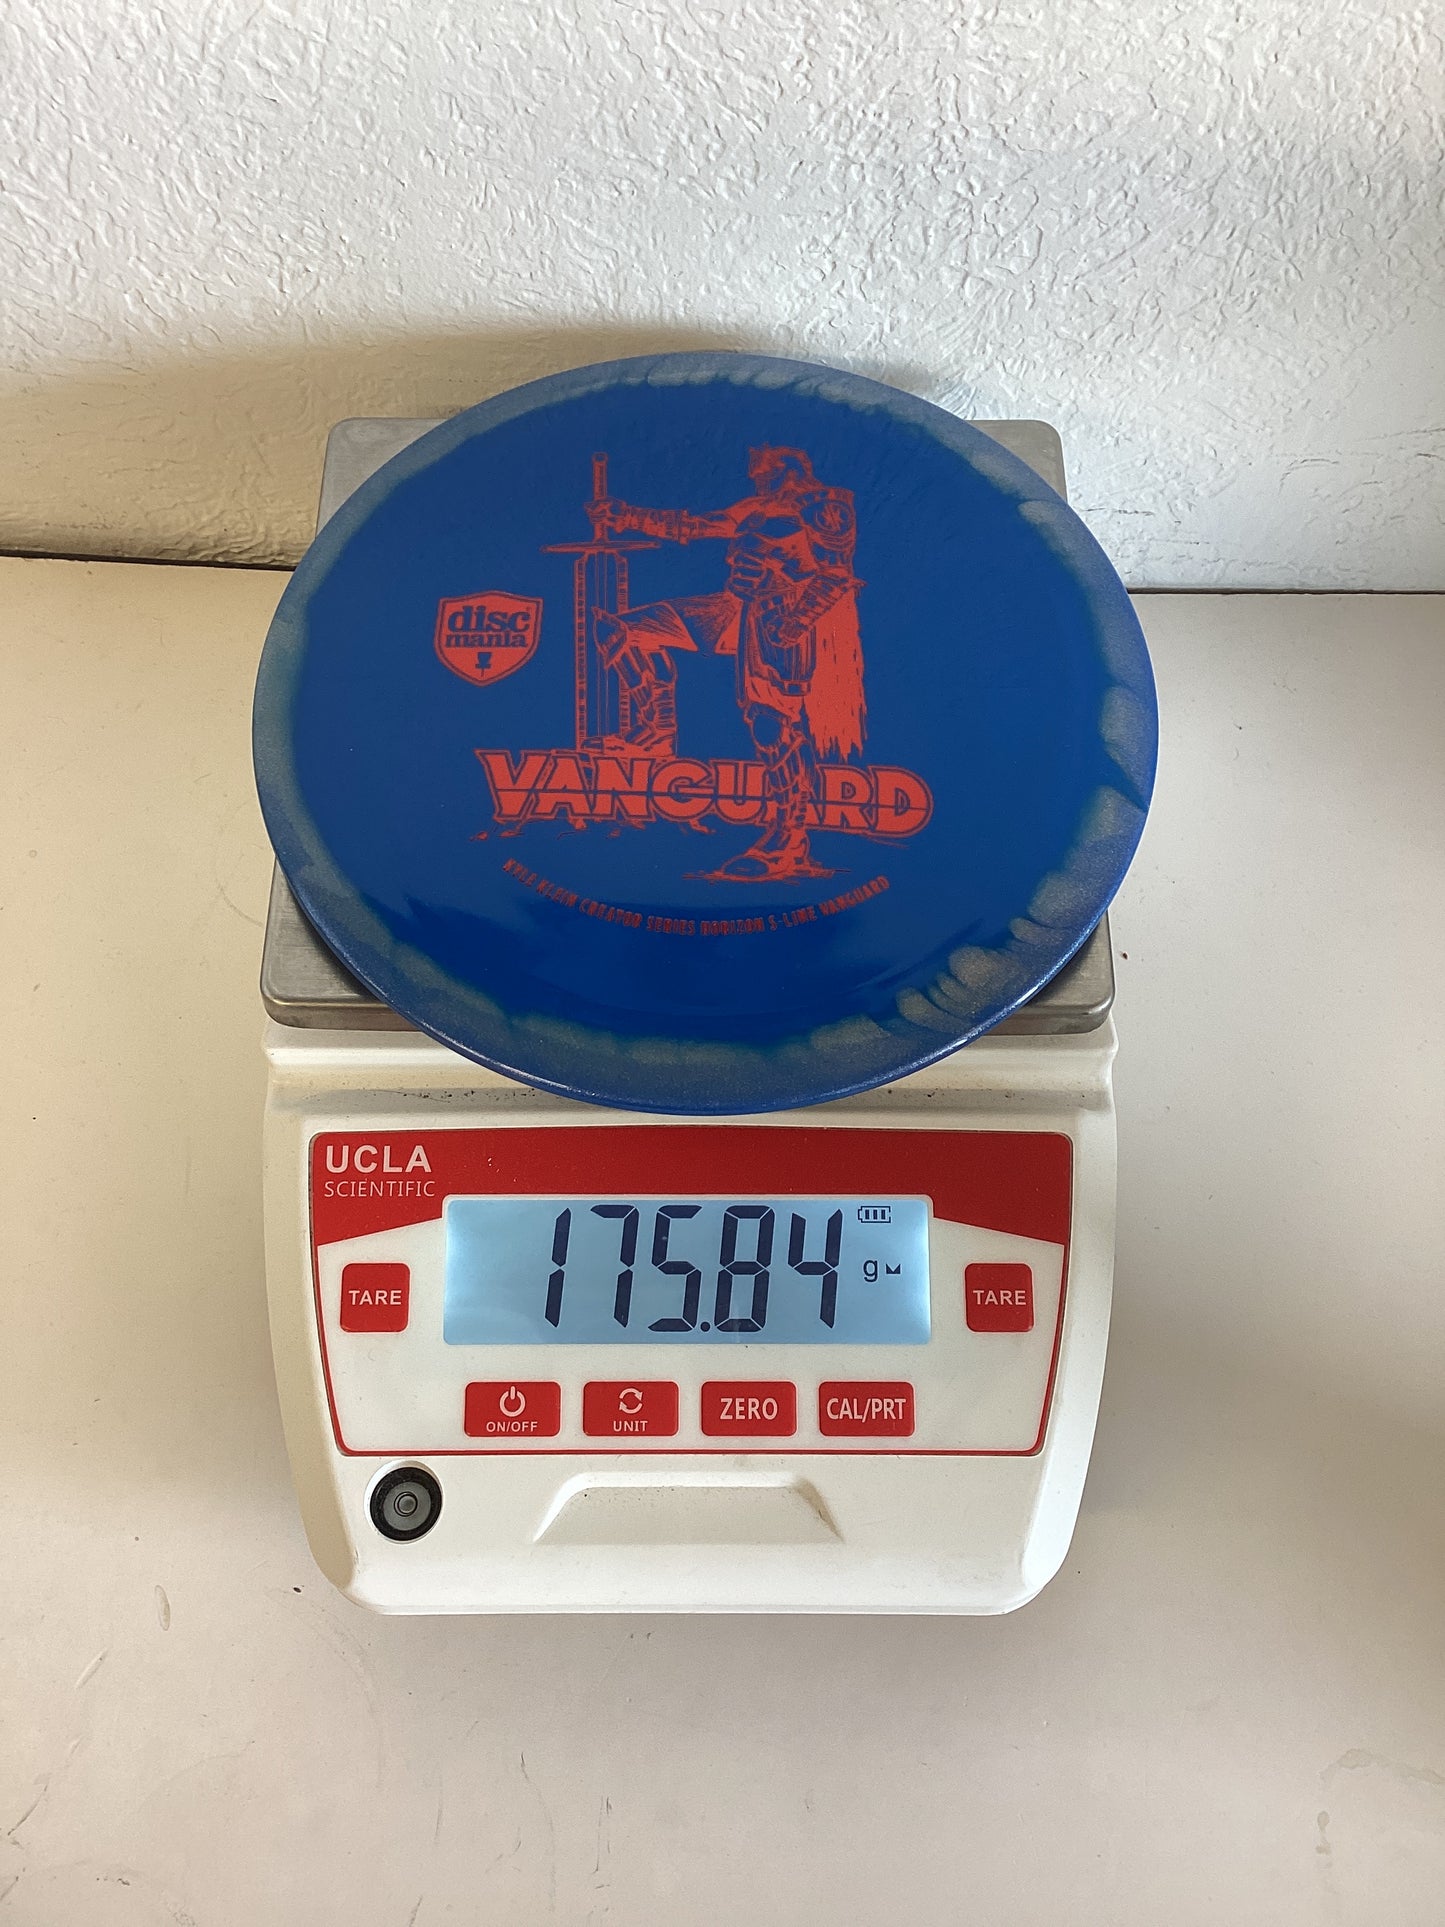 disc
mania
VANGUARD
KYLE KLEIN CREATOR SERIES HORIZON S-LINE VANGUARD
UCLA
SCIENTIFIC
175.84 g
TARE
TARE
ON/OFF
UNIT
ZERO
CAL/PRT